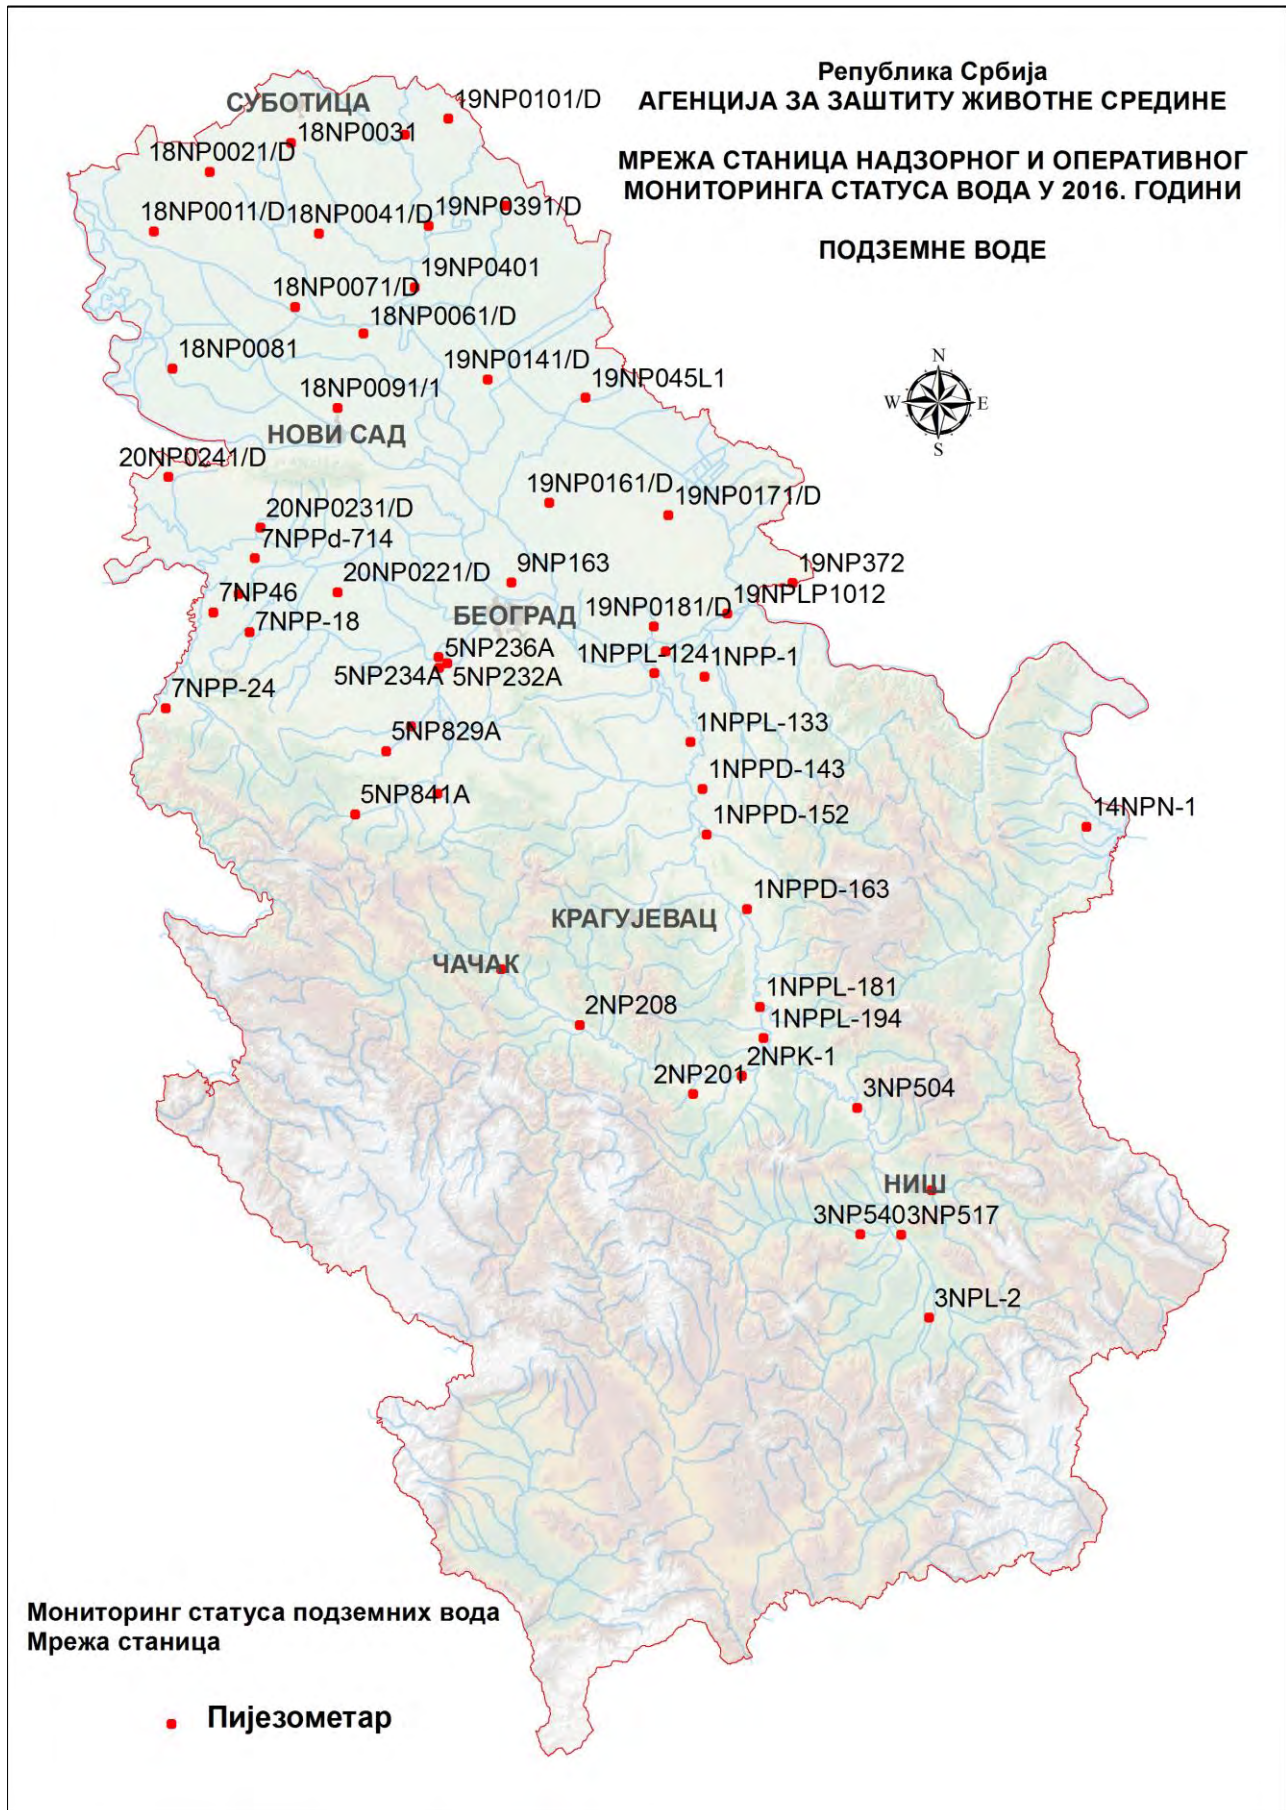 Република Србија
АГЕНЦИЈА ЗА ЗАШТИТУ ЖИВОТНЕ СРЕДИНЕ
МРЕЖА СТАНИЦА НАДЗОРНОГ И ОПЕРАТИВНОГ
МОНИТОРИНГА СТАТУСА ВОДА У 2016. ГОДИНИ
ПОДЗЕМНЕ ВОДЕ
СУБОТИЦА
19NP0101/D
18NP0031
18NP0021/D
18NP0011/D
18NP0041/D
19NP0391/D
19NP0401
18NP0071/D
18NP0061/D
18NP0081
19NP0141/D
19NP045L1
18NP0091/1
N
W
E
S
НОВИ САД
20NP0241/D
19NP0161/D
19NP0171/D
20NP0231/D
7NPPd-714
9NP163
19NP372
20NP0221/D
7NP46
19NPLP1012
19NP0181/D
БЕОГРАД
7NPP-18
5NP236A
1NPPL-124
1NPP-1
5NP234A
5NP232A
7NPP-24
5NP829A
1NPPL-133
1NPPD-143
5NP841A
1NPPD-152
14NPN-1
1NPPD-163
КРАГУЈЕВАЦ
ЧАЧАК
1NPPL-181
2NP208
1NPPL-194
2NPK-1
2NP201
3NP504
НИШ
3NP540
3NP517
3NPL-2
Мониторинг статуса подземних вода
Мрежа станица
Пијезометар